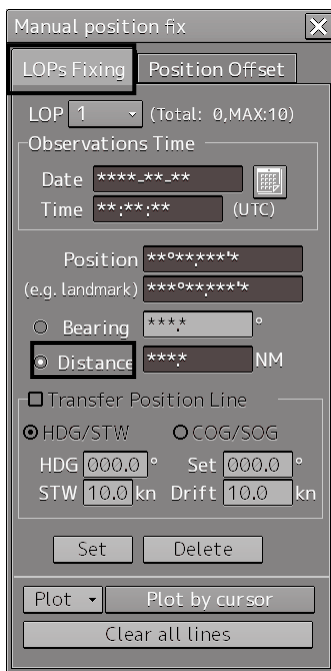 Manual position fix
LOPs Fixing Position Offset
LOP 1 (Total: 0,MAX:10)
Observations Time
Date ****-**-**
Time **:**:** (UTC)
Position **°**.***'*
(e.g. landmark) ***°**.***'*
Bearing ***.* °
Distance ***.* NM
Transfer Position Line
HDG/STW COG/SOG
HDG 000.0 ° Set 000.0 °
STW 10.0 kn Drift 10.0 kn
Set Delete
Plot Plot by cursor
Clear all lines